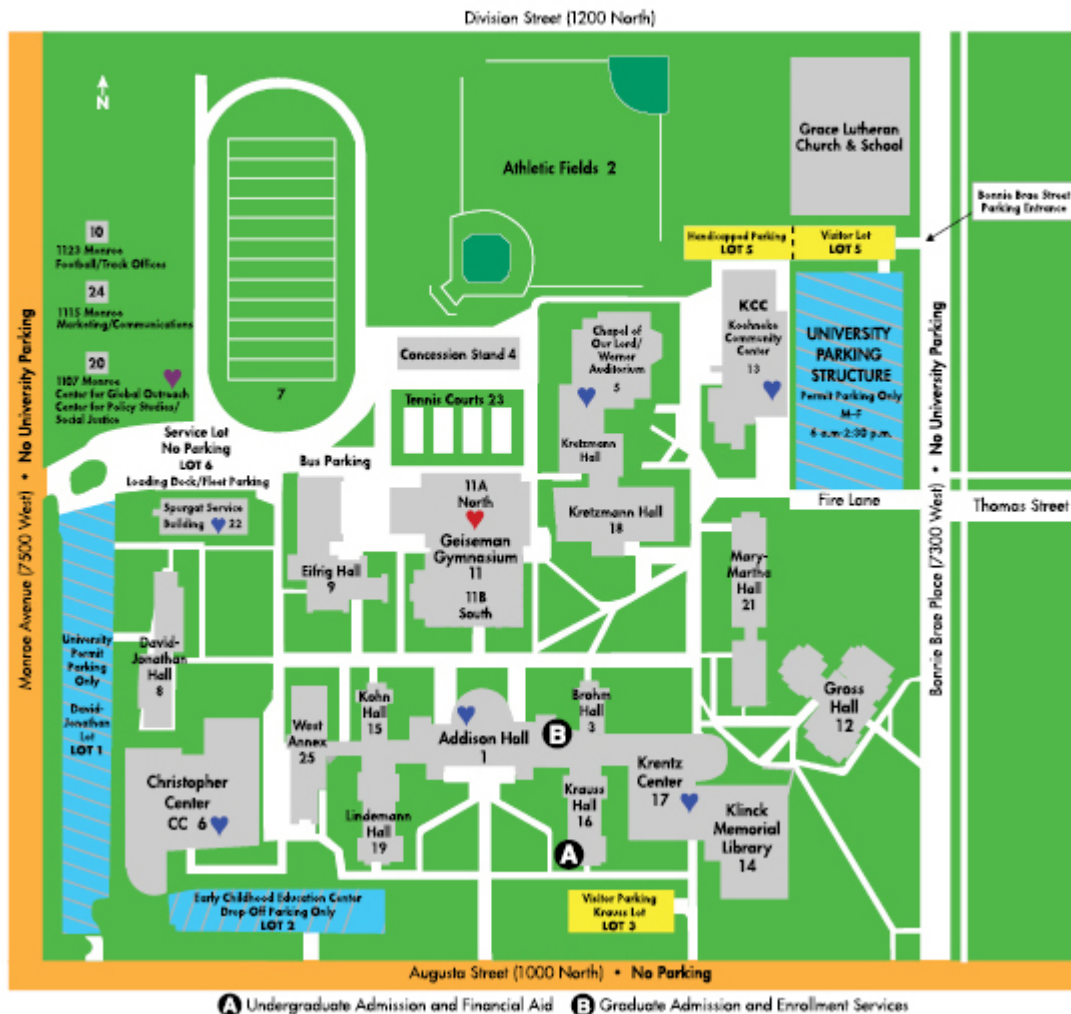 Division Street (1200 North)
N
Grace Lutheran
Church & School
Athletic Fields 2
Bonnie Brae Street
Parking Entrance
10
1123 Monroe
Football/Track Offices
Handicapped Parking
LOT 5
Visitor Lot
LOT 5
24
1115 Monroe
Marketing/Communications
KCC
Koehneke
Community
Center
13
UNIVERSITY
PARKING
STRUCTURE
Permit Parking Only
M-F
6 a.m-2:30 p.m.
Chapel of
Our Lord/
Werner
Auditorium
5
Concession Stand 4
20
1107 Monroe
Center for Global Outreach
Center for Policy Studies/
Social Justice
7
Tennis Courts 23
Service Lot
No Parking
LOT 6
Loading Dock/Fleet Parking
Bus Parking
Kretzmann
Hall
11A
North
Geiseman
Gymnasium
11
11B
South
Kretzmann Hall
18
Fire Lane
Thomas Street
Spurgat Service
Building 22
Eifrig Hall
9
Mary-
Martha
Hall
21
Monroe Avenue (7500 West) • No University Parking
Bonnie Brae Place (7300 West) • No University Parking
University
Permit
Parking
Only
David-
Jonathan
Lot
LOT 1
David-
Jonathan
Hall
8
Gross
Hall
12
West
Annex
25
Kohn
Hall
15
Addison Hall
1
B
Brohm
Hall
3
Krentz
Center
17
Christopher
Center
CC 6
Lindemann
Hall
19
Krauss
Hall
16
A
Klinck
Memorial
Library
14
Early Childhood Education Center
Drop-Off Parking Only
LOT 2
Visitor Parking
Krauss Lot
LOT 3
Augusta Street (1000 North) • No Parking
A Undergraduate Admission and Financial Aid B Graduate Admission and Enrollment Services